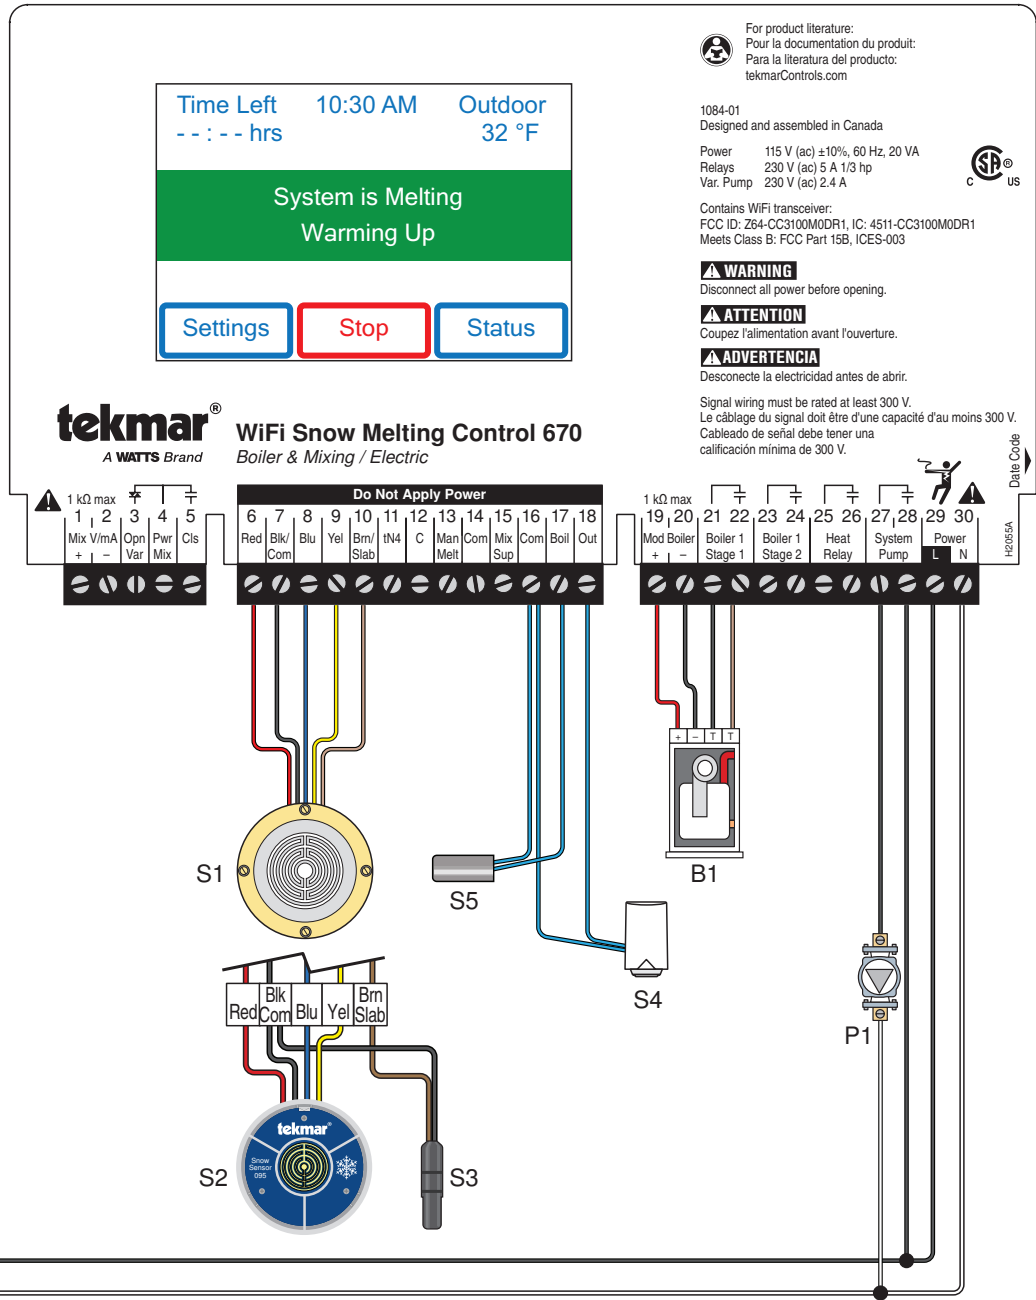 For product literature:
Pour la documentation du produit:
Para la literatura del producto:
tekmarControls.com
Time Left 10:30 AM Outdoor
- - : - - hrs 32 °F
System is Melting
Warming Up
Settings Stop Status
1084-01
Designed and assembled in Canada
Power 115 V (ac) ±10%, 60 Hz, 20 VA
Relays 230 V (ac) 5 A 1/3 hp
Var. Pump 230 V (ac) 2.4 A
C SA ® US
Contains WiFi transceiver:
FCC ID: Z64-CC3100M0DR1, IC: 4511-CC3100M0DR1
Meets Class B: FCC Part 15B, ICES-003
WARNING
Disconnect all power before opening.
ATTENTION
Coupez l'alimentation avant l'ouverture.
ADVERTENCIA
Desconecte la electricidad antes de abrir.
Signal wiring must be rated at least 300 V.
Le câblage du signal doit être d'une capacité d'au moins 300 V.
Cableado de señal debe tener una
calificación mínima de 300 V.
Date Code
tekmar®
A WATTS Brand
WiFi Snow Melting Control 670
Boiler & Mixing / Electric
1 kΩ max
1 2 3 4 5
Mix V/mA Opn Pwr Cls
+ – Var Mix
Do Not Apply Power
6 7 8 9 10 11 12 13 14 15 16 17 18
Red Blk/ Blu Yel Brn/ tN4 C Man Com Mix Com Boil Out
Com Slab Melt Sup
1 kΩ max
19 20 21 22 23 24 25 26 27 28 29 30
Mod Boiler Boiler 1 Boiler 1 Heat System Power
+ – Stage 1 Stage 2 Relay Pump L N
H2055A
+ – T T
S1
S5
B1
S4
P1
Red Blk Com Blu Yel Brn Slab
tekmar®
Snow
Sensor
095
S2
S3